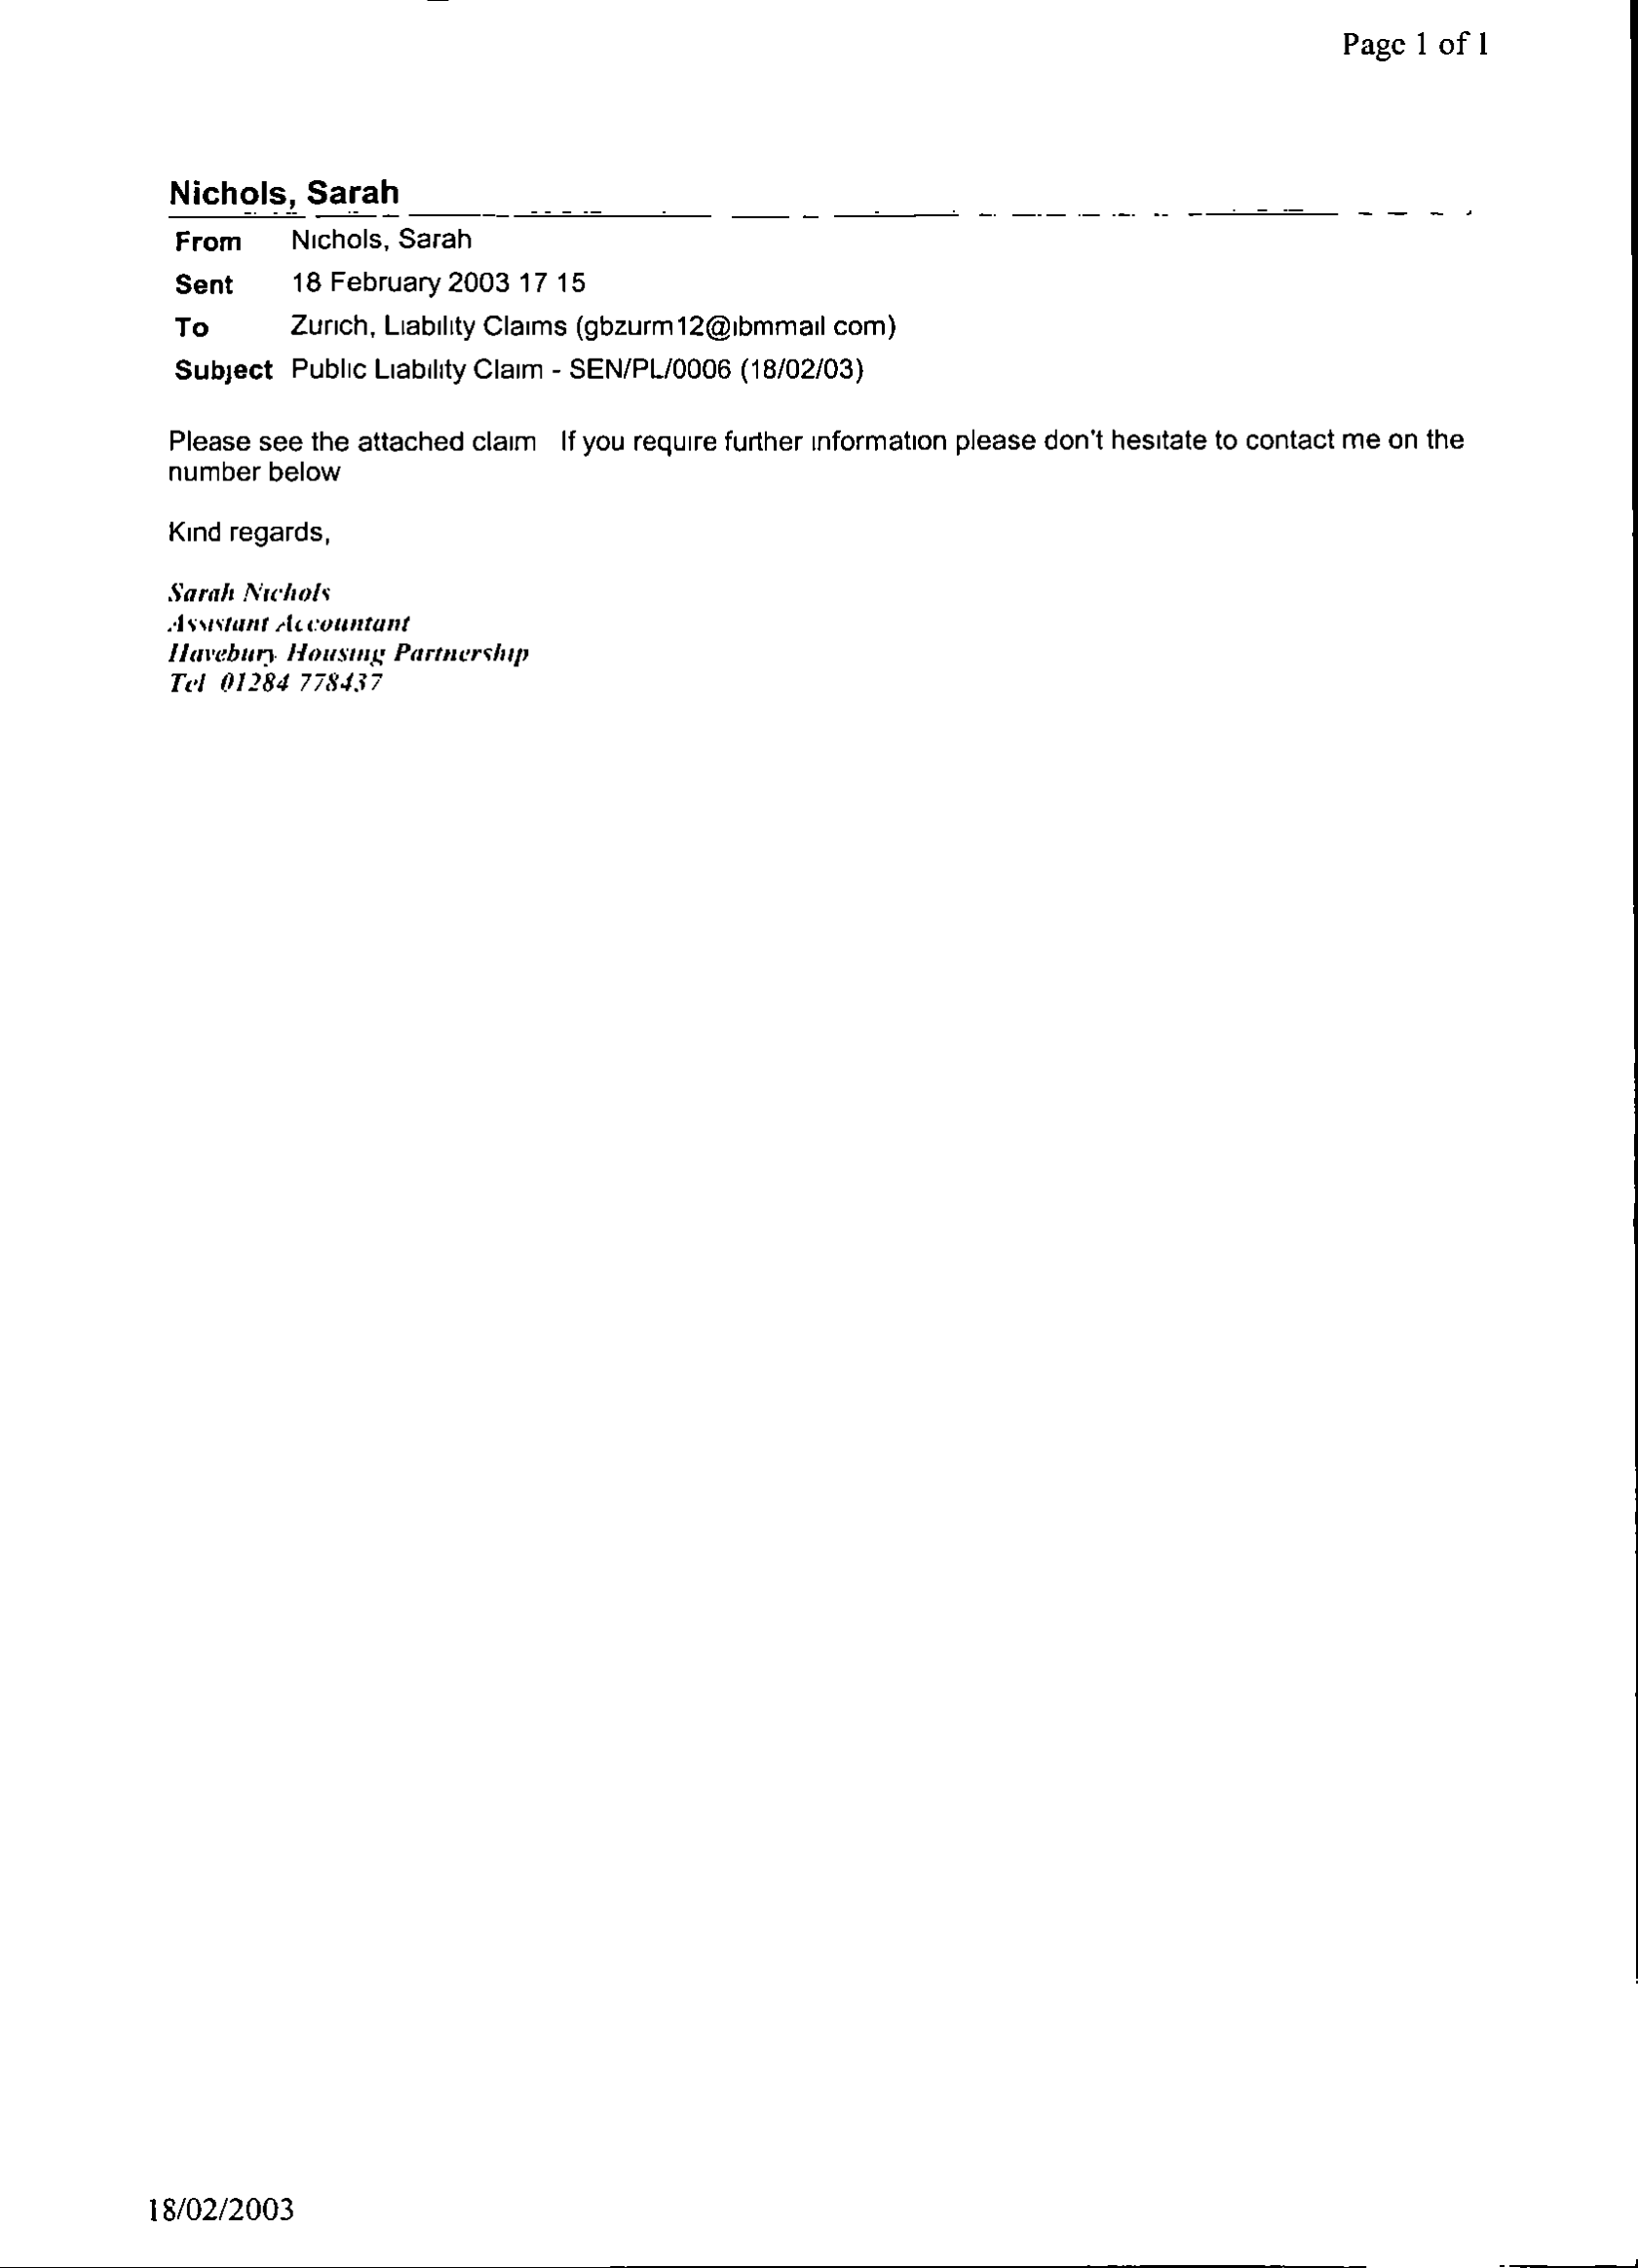 Page 1 of 1
Nichols, Sarah
From Nichols, Sarah
Sent 18 February 2003 17 15
To Zurich, Liability Claims (gbzurm12@ibmmail com)
Subject Public Liability Claim - SEN/PL/0006 (18/02/03)
Please see the attached claim If you require further information please don't hesitate to contact me on the
number below
Kind regards,
Sarah Nichols
Assistant Accountant
Havebury Housing Partnership
Tel 01284 778437
18/02/2003